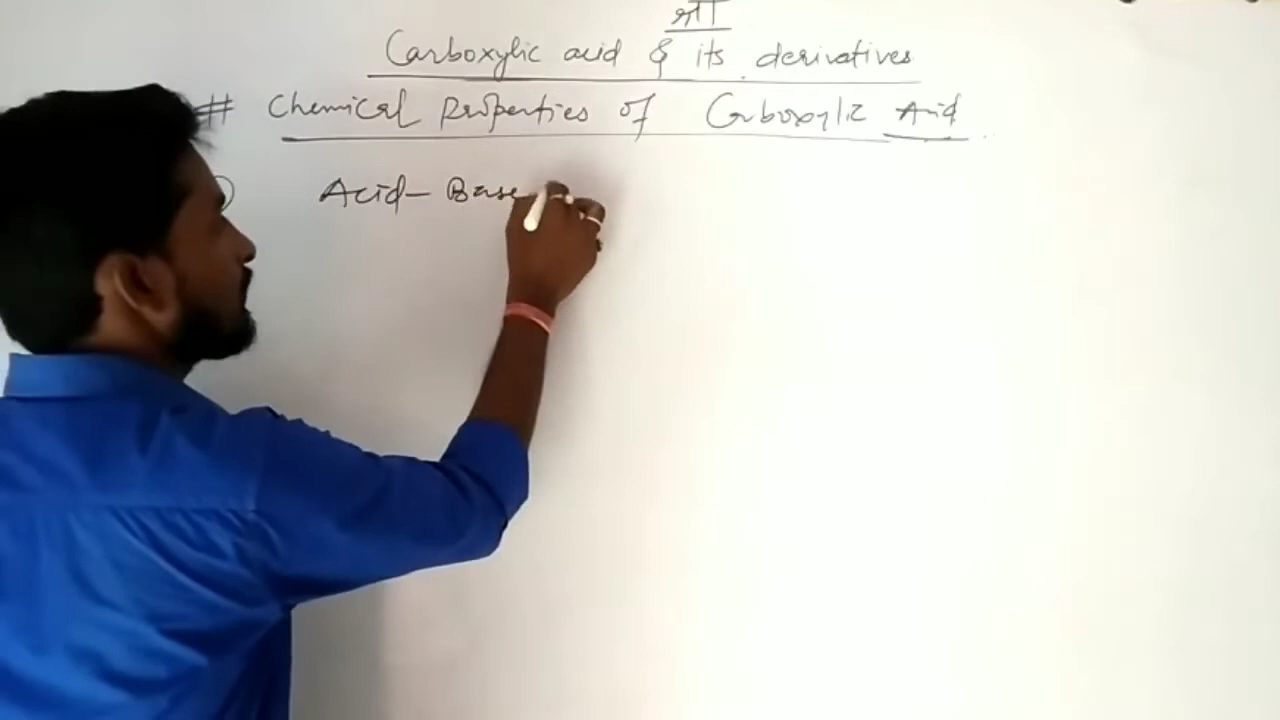 श्री
Carboxylic acid & its derivatives
# Chemical Properties of Carboxylic Acid
Acid - Base